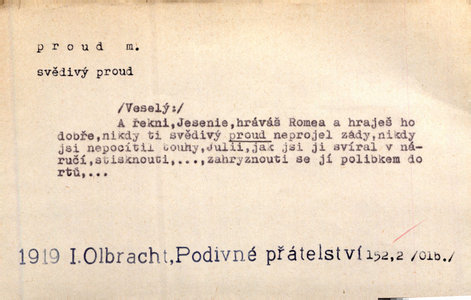 proud m.
svědivý proud
/Veselý:/
A řekni,Jesenie,hráváš Romea a hraješ ho
dobře,nikdy ti svědivý proud neprojel zády,nikdy
jsi nepocítil touhy,Julii,jak jsi ji svíral v ná-
ručí,stisknouti,...,zahryznouti se jí polibkem do
rtů,...
1919 I.Olbracht,Podivné přátelství 152,2 /Olb./